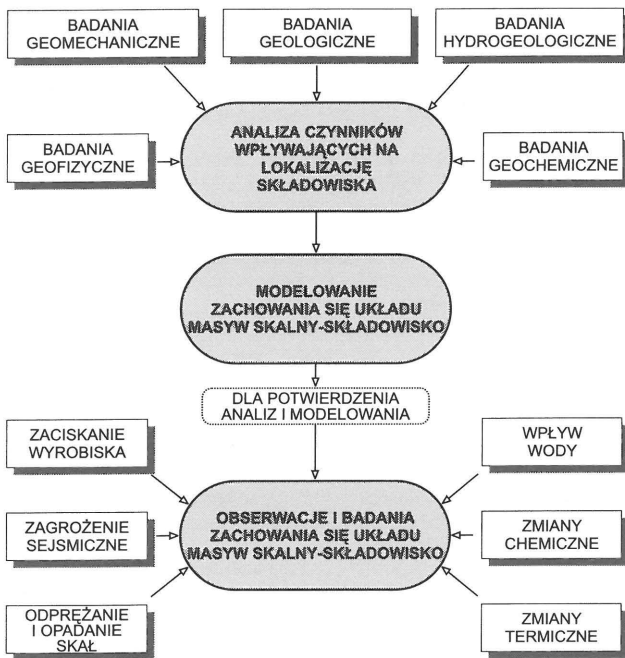 BADANIA
GEOMECHANICZNE
BADANIA
GEOLOGICZNE
BADANIA
HYDROGEOLOGICZNE
BADANIA
GEOFIZYCZNE
ANALIZA CZYNNIKÓW
WPŁYWAJĄCYCH NA
LOKALIZACJĘ
SKŁADOWISKA
BADANIA
GEOCHEMICZNE
MODELOWANIE
ZACHOWANIA SIĘ UKŁADU
MASYW SKALNY-SKŁADOWISKO
DLA POTWIERDZENIA
ANALIZ I MODELOWANIA
ZACISKANIE
WYROBISKA
WPŁYW
WODY
ZAGROŻENIE
SEJSMICZNE
OBSERWACJE I BADANIA
ZACHOWANIA SIĘ UKŁADU
MASYW SKALNY-SKŁADOWISKO
ZMIANY
CHEMICZNE
ODPRĘŻANIE
I OPADANIE
SKAŁ
ZMIANY
TERMICZNE